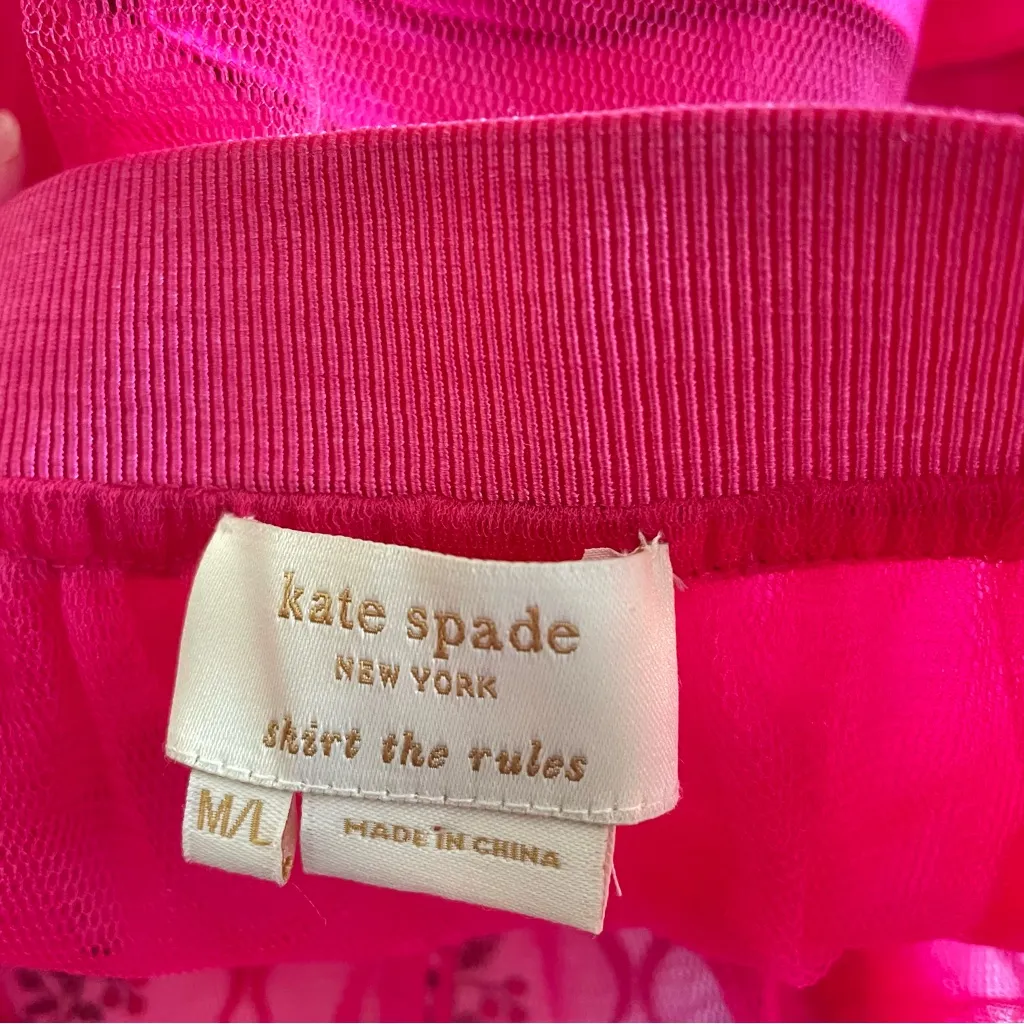 kate spade
NEW YORK
skirt the rules
M/L
MADE IN CHINA